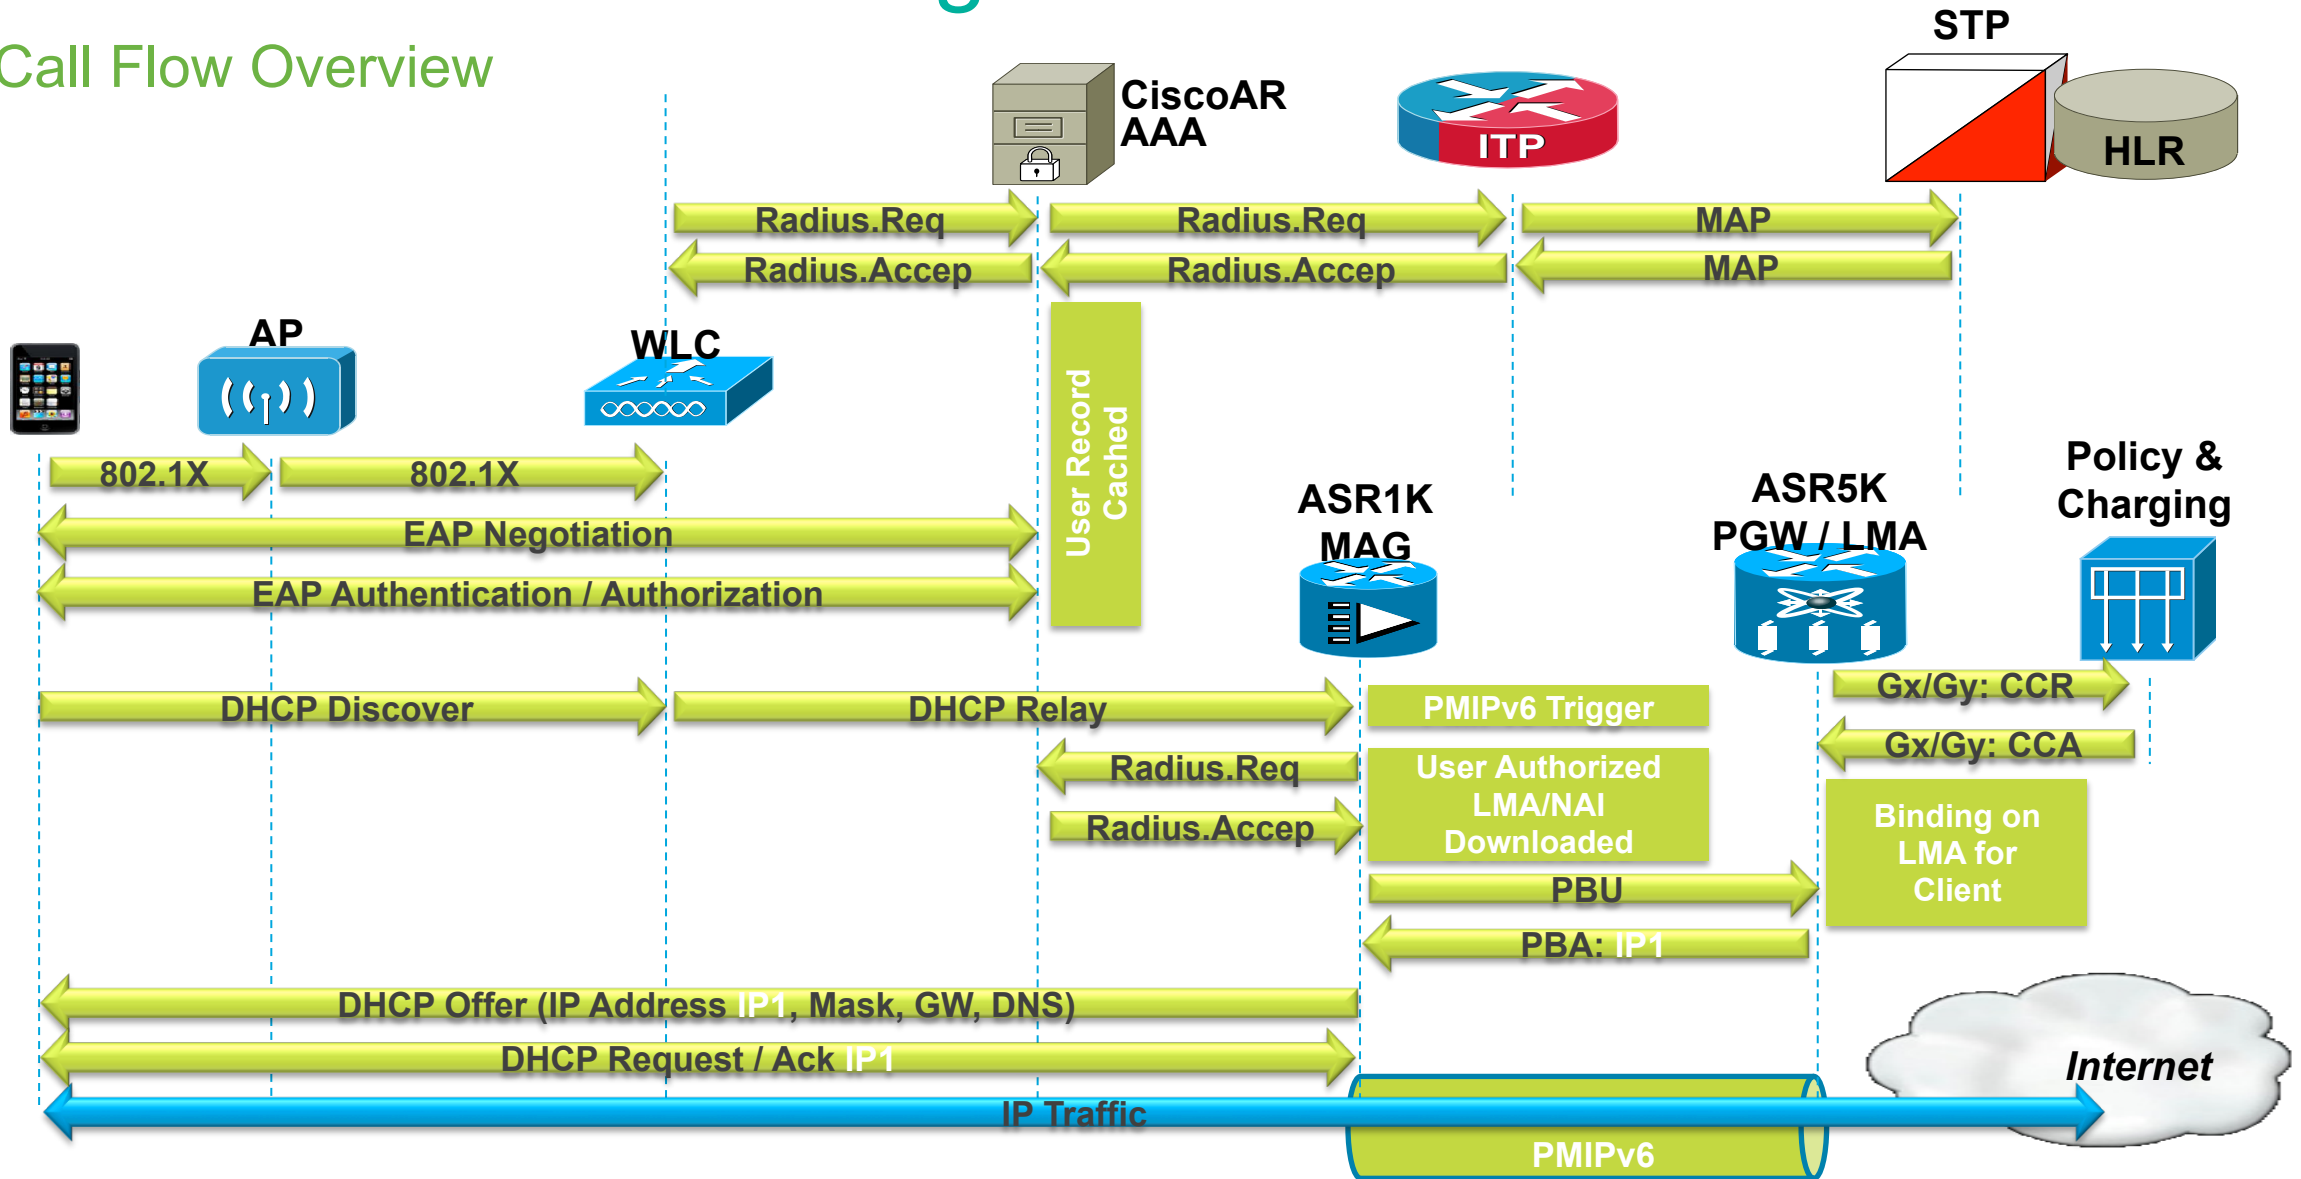 Call Flow Overview
STP
CiscoAR
AAA
ITP
HLR
Radius.Req
Radius.Req
MAP
Radius.Accep
Radius.Accep
MAP
AP
WLC
User Record
Cached
802.1X
802.1X
EAP Negotiation
EAP Authentication / Authorization
ASR1K
MAG
ASR5K
PGW / LMA
Policy &
Charging
DHCP Discover
DHCP Relay
PMIPv6 Trigger
Gx/Gy: CCR
Gx/Gy: CCA
Radius.Req
User Authorized
LMA/NAI
Downloaded
Radius.Accep
Binding on
LMA for
Client
PBU
PBA: IP1
DHCP Offer (IP Address IP1, Mask, GW, DNS)
DHCP Request / Ack IP1
Internet
IP Traffic
PMIPv6